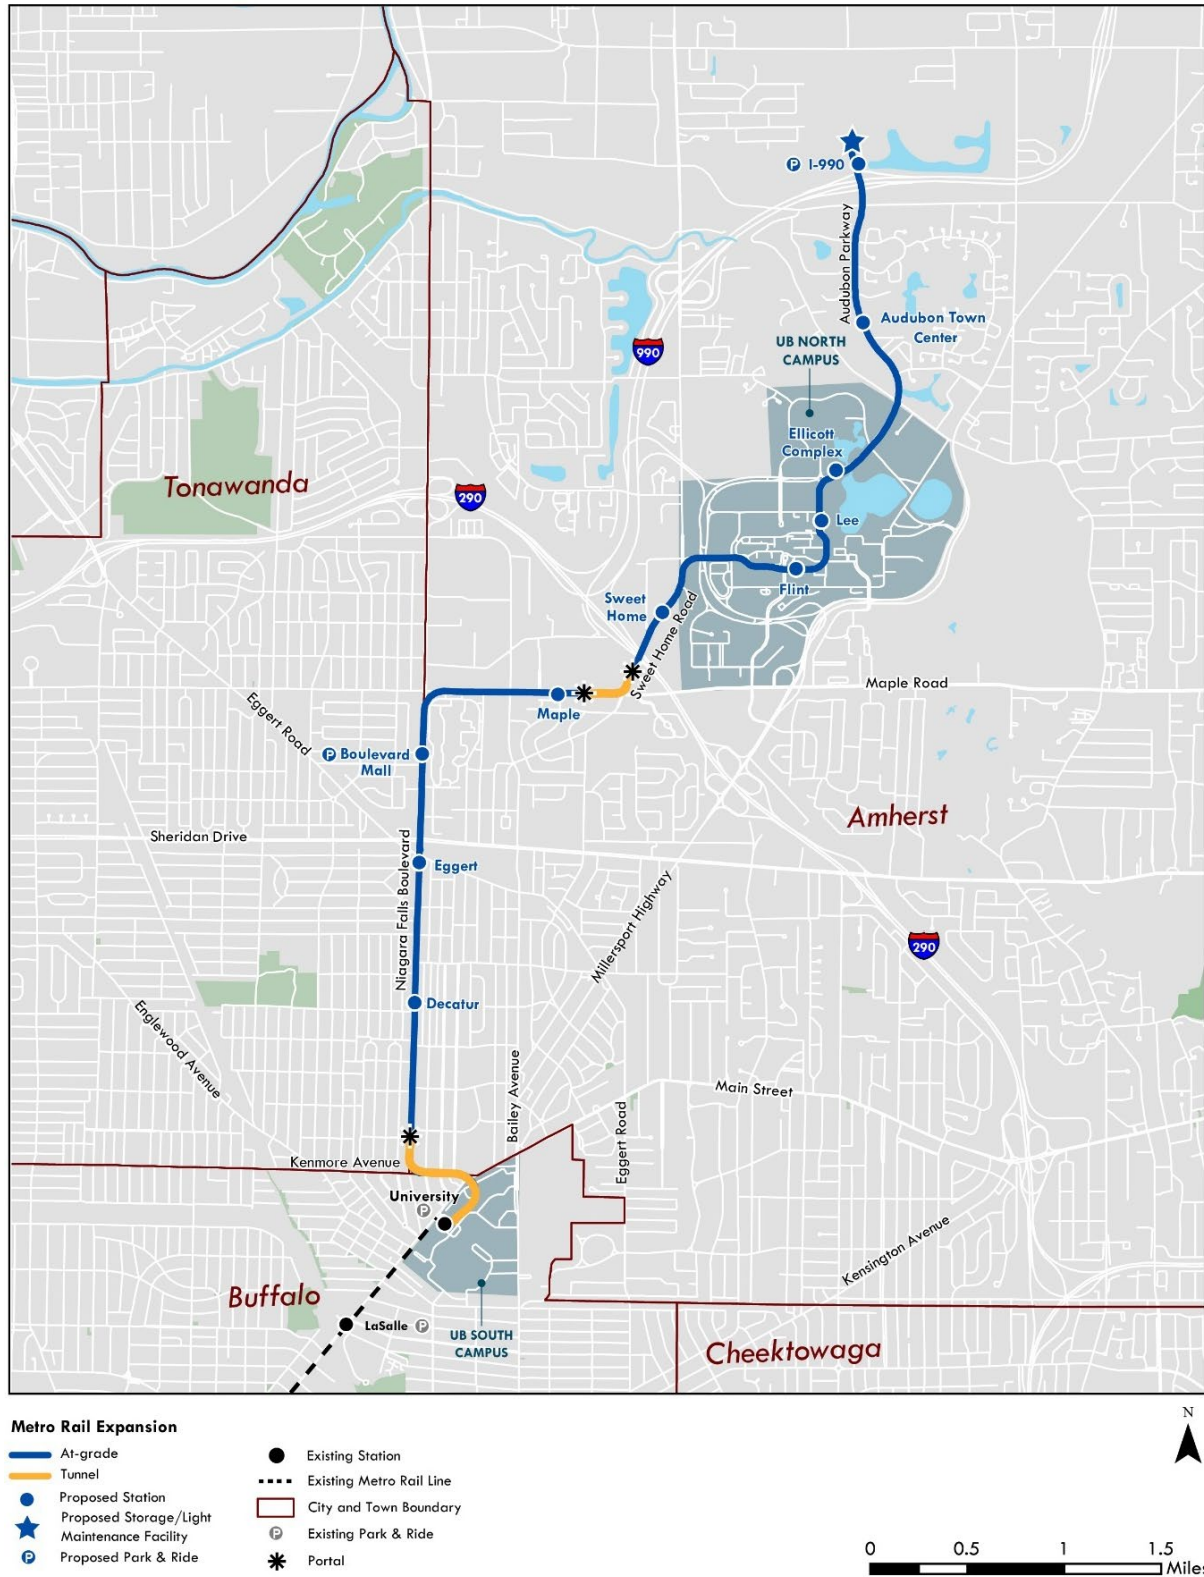 I-990
Audubon Parkway
Audubon Town
Center
UB NORTH
CAMPUS
990
Ellicott
Complex
Tonawanda
290
Lee
Flint
Sweet
Home
Sweet Home Road
Maple Road
Maple
Eggert Road
Boulevard
Mall
Amherst
Sheridan Drive
Niagara Falls Boulevard
Eggert
Millersport Highway
290
Decatur
Englewood Avenue
Bailey Avenue
Main Street
Eggert Road
Kenmore Avenue
University
P
Kensington Avenue
Buffalo
LaSalle P
UB SOUTH
CAMPUS
Cheektowaga
P
P
Metro Rail Expansion
At-grade
Tunnel
Proposed Station
Proposed Storage/Light
Maintenance Facility
P Proposed Park & Ride
Existing Station
Existing Metro Rail Line
City and Town Boundary
P Existing Park & Ride
Portal
N
0 0.5 1 1.5
Miles